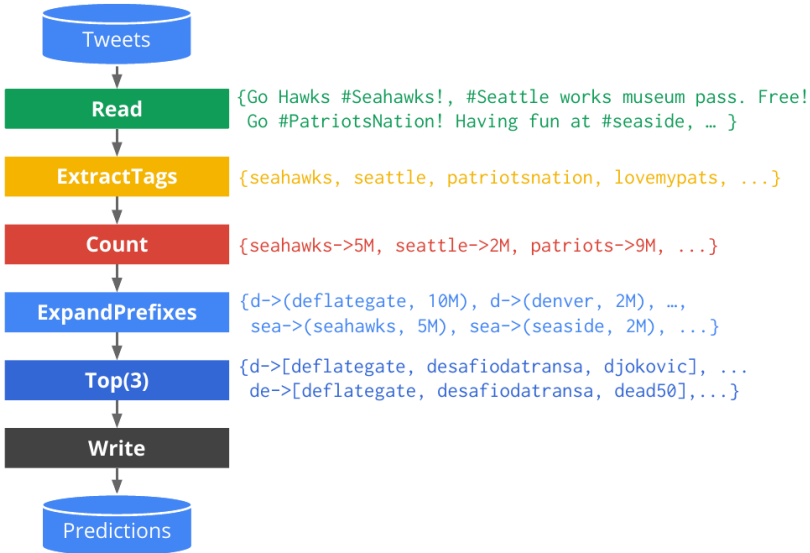 Tweets
Read
{Go Hawks #Seahawks!, #Seattle works museum pass. Free!
Go #PatriotsNation! Having fun at #seaside, … }
ExtractTags
{seahawks, seattle, patriotsnation, lovemypats, ...}
Count
{seahawks->5M, seattle->2M, patriots->9M, ...}
ExpandPrefixes
{d->(deflategate, 10M), d->(denver, 2M), …,
sea->(seahawks, 5M), sea->(seaside, 2M), ...}
Top(3)
{d->[deflategate, desafiodatransa, djokovic], ...
de->[deflategate, desafiodatransa, dead50],...}
Write
Predictions